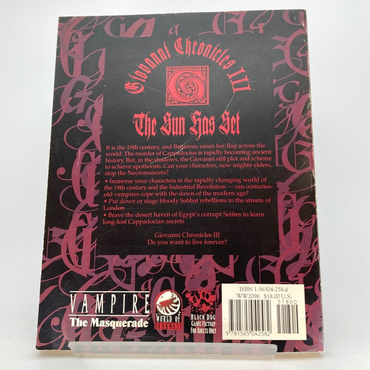 Giovanni Chronicles III
G
The Sun Has Set
It is the 19th century, and Britannia raises her flag across the
world. The murder of Cappadocius is rapidly becoming ancient
history. But, in the shadows, the Giovanni still plot and scheme
to achieve apotheosis. Can your characters, now mighty elders,
stop the Necromancers?
• Immerse your characters in the rapidly changing world of
the 19th century and the Industrial Revolution — can centuries-
old vampires cope with the dawn of the modern age?
• Put down or stage bloody Sabbat rebellions in the streets of
London
• Brave the desert haven of Egypt's corrupt Setites to learn
long-lost Cappadocian secrets.
Giovanni Chronicles III
Do you want to live forever?
ISBN 1-56504-258-4
WW2096 $18.00 U.S.
51800
9 781565 042582
VAMPIRE
The Masquerade
WORLD OF
DARKNESS
BLACK DOG
GAME FACTORY
FOR ADULTS ONLY